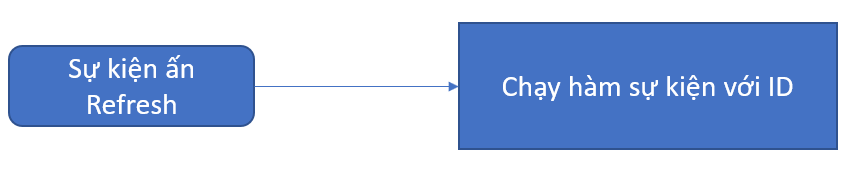 Sự kiện ấn
Refresh
Chạy hàm sự kiện với ID